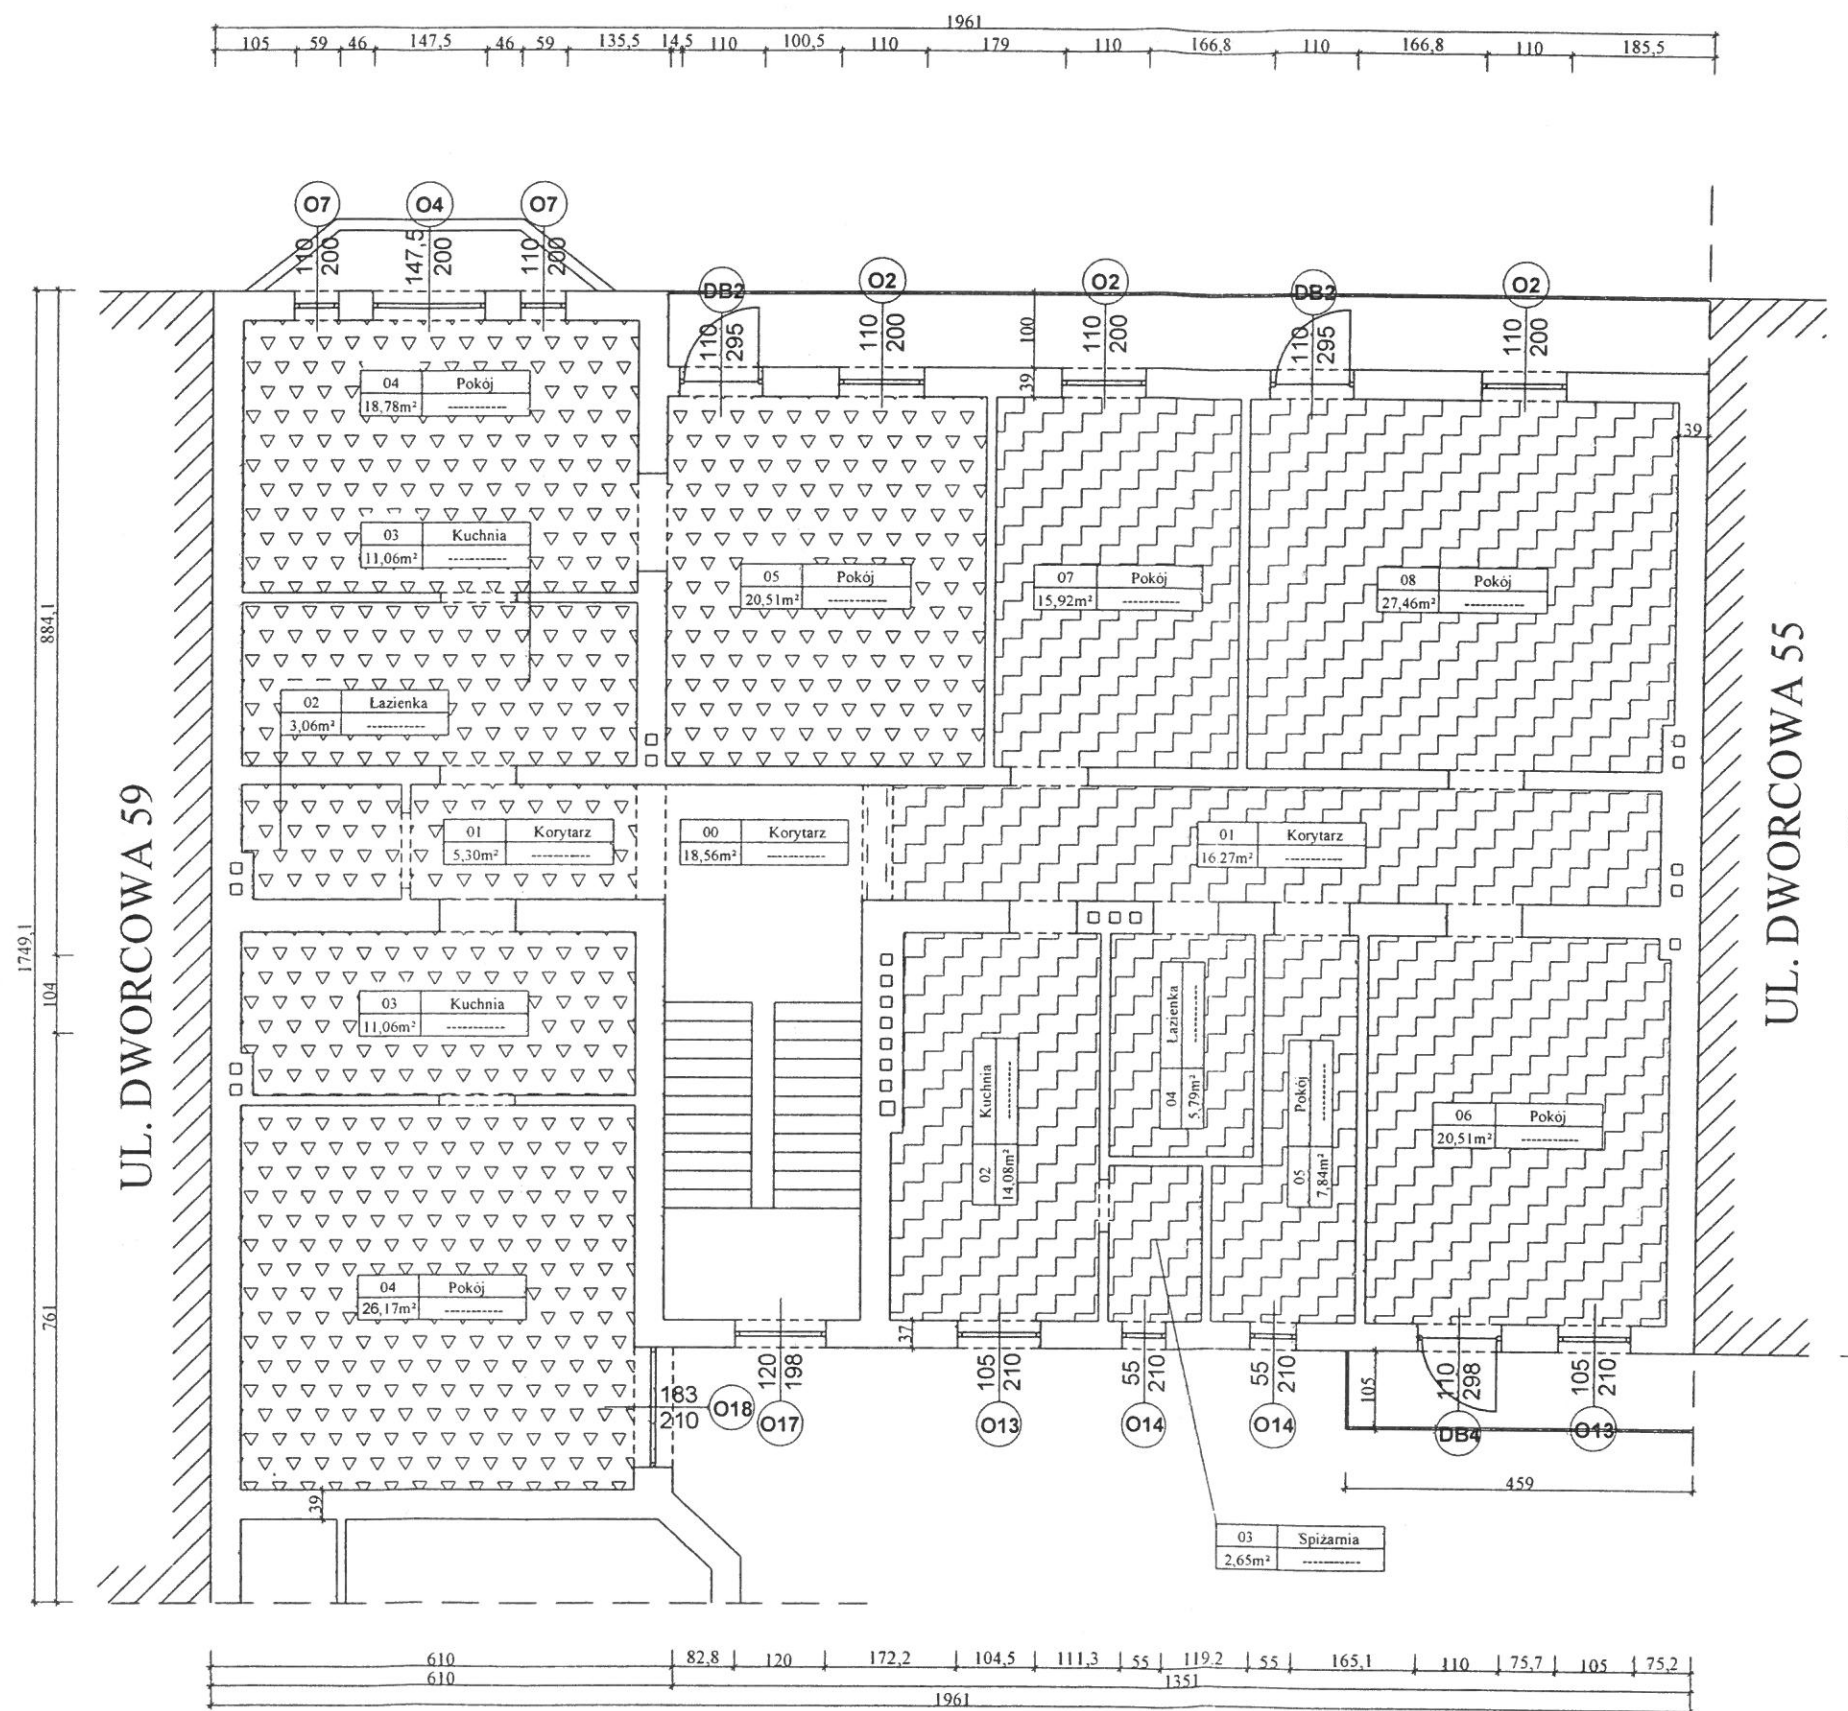 1961
105 59 46 147,5 46 59 135,5 14,5 110 100,5 110 179 110 166,8 110 166,8 110 185,5
O7 O4 O7
110 200 147,5 200 110 200
DB2 O2 O2 DB2 O2
110 295 110 200 110 200 110 295 110 200
100
39
39
04 Pokój
18,78m² -----------
03 Kuchnia
11,06m² -----------
05 Pokój
20,51m² -----------
07 Pokój
15,92m² -----------
08 Pokój
27,46m² -----------
02 Łazienka
3,06m² -----------
01 Korytarz
5,30m² -----------
00 Korytarz
18,56m² -----------
01 Korytarz
16.27m² -----------
884,1
1749,1
104
761
UL. DWORCOWA 59
UL. DWORCOWA 55
03 Kuchnia
11,06m² -----------
02 Kuchnia
14,08m² -----------
04 Łazienka
5,79m² -----------
05 Pokój
7,84m² -----------
06 Pokój
20,51m² -----------
04 Pokój
26,17m² -----------
37
183
210
O18
120 198 105 210 55 210 55 210 110 298 105 210
O17 O13 O14 O14 DB4 O13
105
459
39
03 Spiżarnia
2,65m² -----------
610 82,8 120 172,2 104,5 111,3 55 119.2 55 165,1 110 75,7 105 75,2
610 1351
1961